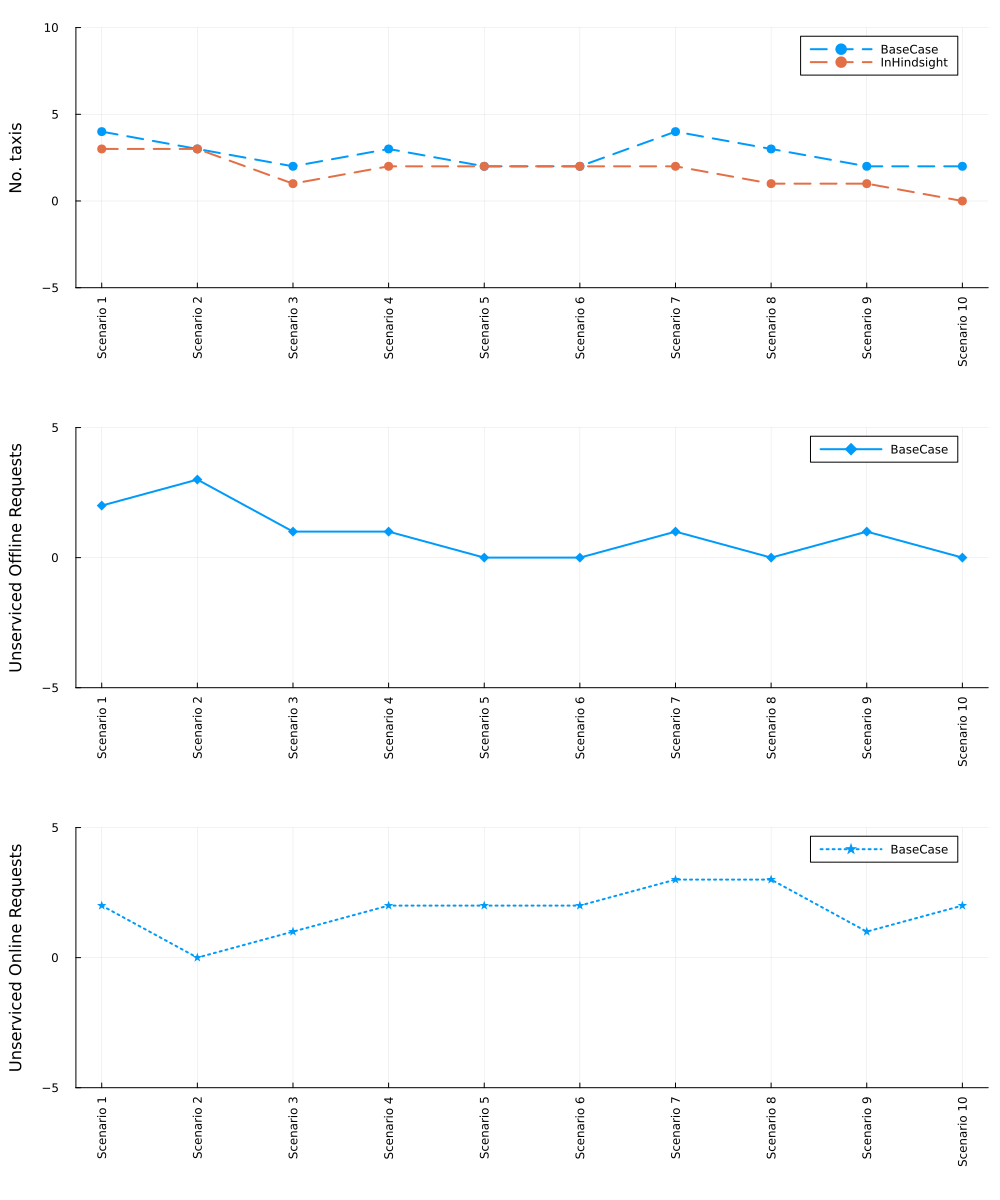 No. taxis
10
5
0
−5
BaseCase
InHindsight
Scenario 1
Scenario 2
Scenario 3
Scenario 4
Scenario 5
Scenario 6
Scenario 7
Scenario 8
Scenario 9
Scenario 10
Unserviced Offline Requests
5
0
−5
BaseCase
Scenario 1
Scenario 2
Scenario 3
Scenario 4
Scenario 5
Scenario 6
Scenario 7
Scenario 8
Scenario 9
Scenario 10
Unserviced Online Requests
5
0
−5
BaseCase
Scenario 1
Scenario 2
Scenario 3
Scenario 4
Scenario 5
Scenario 6
Scenario 7
Scenario 8
Scenario 9
Scenario 10